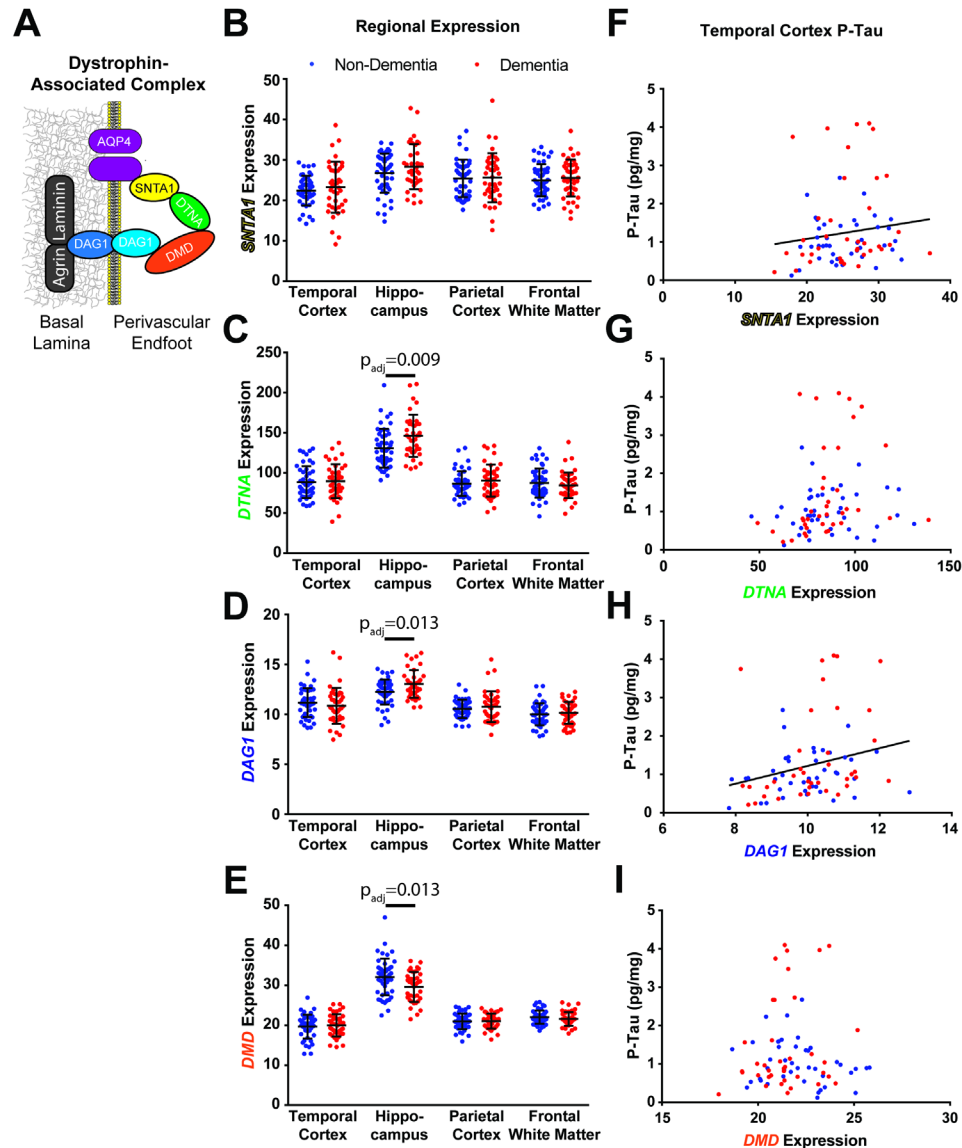 A
Dystrophin-
Associated Complex
AQP4
SNTA1
DTNA
DAG1
DAG1
DMD
Laminin
Agrin
Basal
Lamina
Perivascular
Endfoot
B
Regional Expression
Non-Dementia
Dementia
SNTA1 Expression
50
40
30
20
10
0
Temporal
Cortex
Hippo-
campus
Parietal
Cortex
Frontal
White Matter
C
padj=0.009
DTNA Expression
250
200
150
100
50
0
Temporal
Cortex
Hippo-
campus
Parietal
Cortex
Frontal
White Matter
D
padj=0.013
DAG1 Expression
20
15
10
5
0
Temporal
Cortex
Hippo-
campus
Parietal
Cortex
Frontal
White Matter
E
padj=0.013
DMD Expression
50
40
30
20
10
0
Temporal
Cortex
Hippo-
campus
Parietal
Cortex
Frontal
White Matter
F
Temporal Cortex P-Tau
P-Tau (pg/mg)
5
4
3
2
1
0
0
10
20
30
40
SNTA1 Expression
G
P-Tau (pg/mg)
5
4
3
2
1
0
0
50
100
150
DTNA Expression
H
P-Tau (pg/mg)
5
4
3
2
1
0
6
8
10
12
14
DAG1 Expression
I
P-Tau (pg/mg)
5
4
3
2
1
0
15
20
25
30
DMD Expression